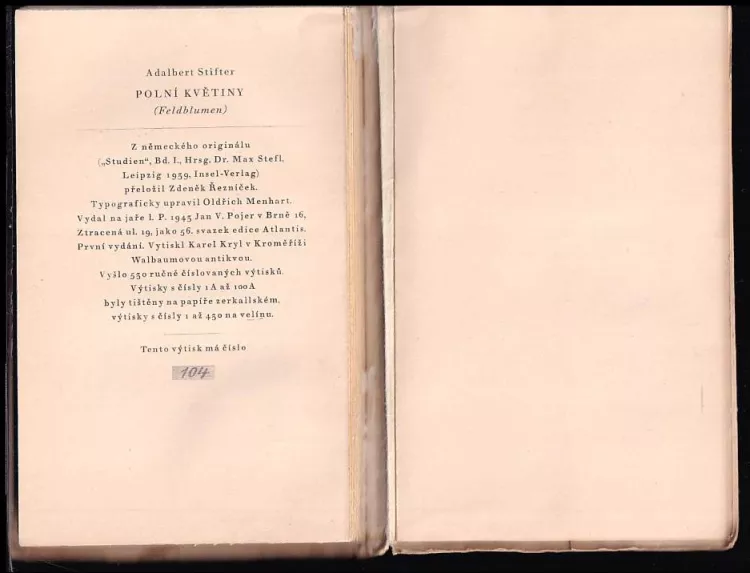 Adalbert Stifter
POLNÍ KVĚTINY
(Feldblumen)
Z německého originálu
(„Studien“, Bd. I., Hrsg. Dr. Max Stefl,
Leipzig 1939, Insel-Verlag)
přeložil Zdeněk Řezníček.
Typograficky upravil Oldřich Menhart.
Vydal na jaře l. P. 1945 Jan V. Pojer v Brně 16,
Ztracená ul. 19, jako 56. svazek edice Atlantis.
První vydání. Vytiskl Karel Kryl v Kroměříži
Walbaumovou antikvou.
Vyšlo 550 ručně číslovaných výtisků.
Výtisky s čísly 1A až 100A
byly tištěny na papíře zerkallském,
výtisky s čísly 1 až 450 na velínu.
Tento výtisk má číslo
104